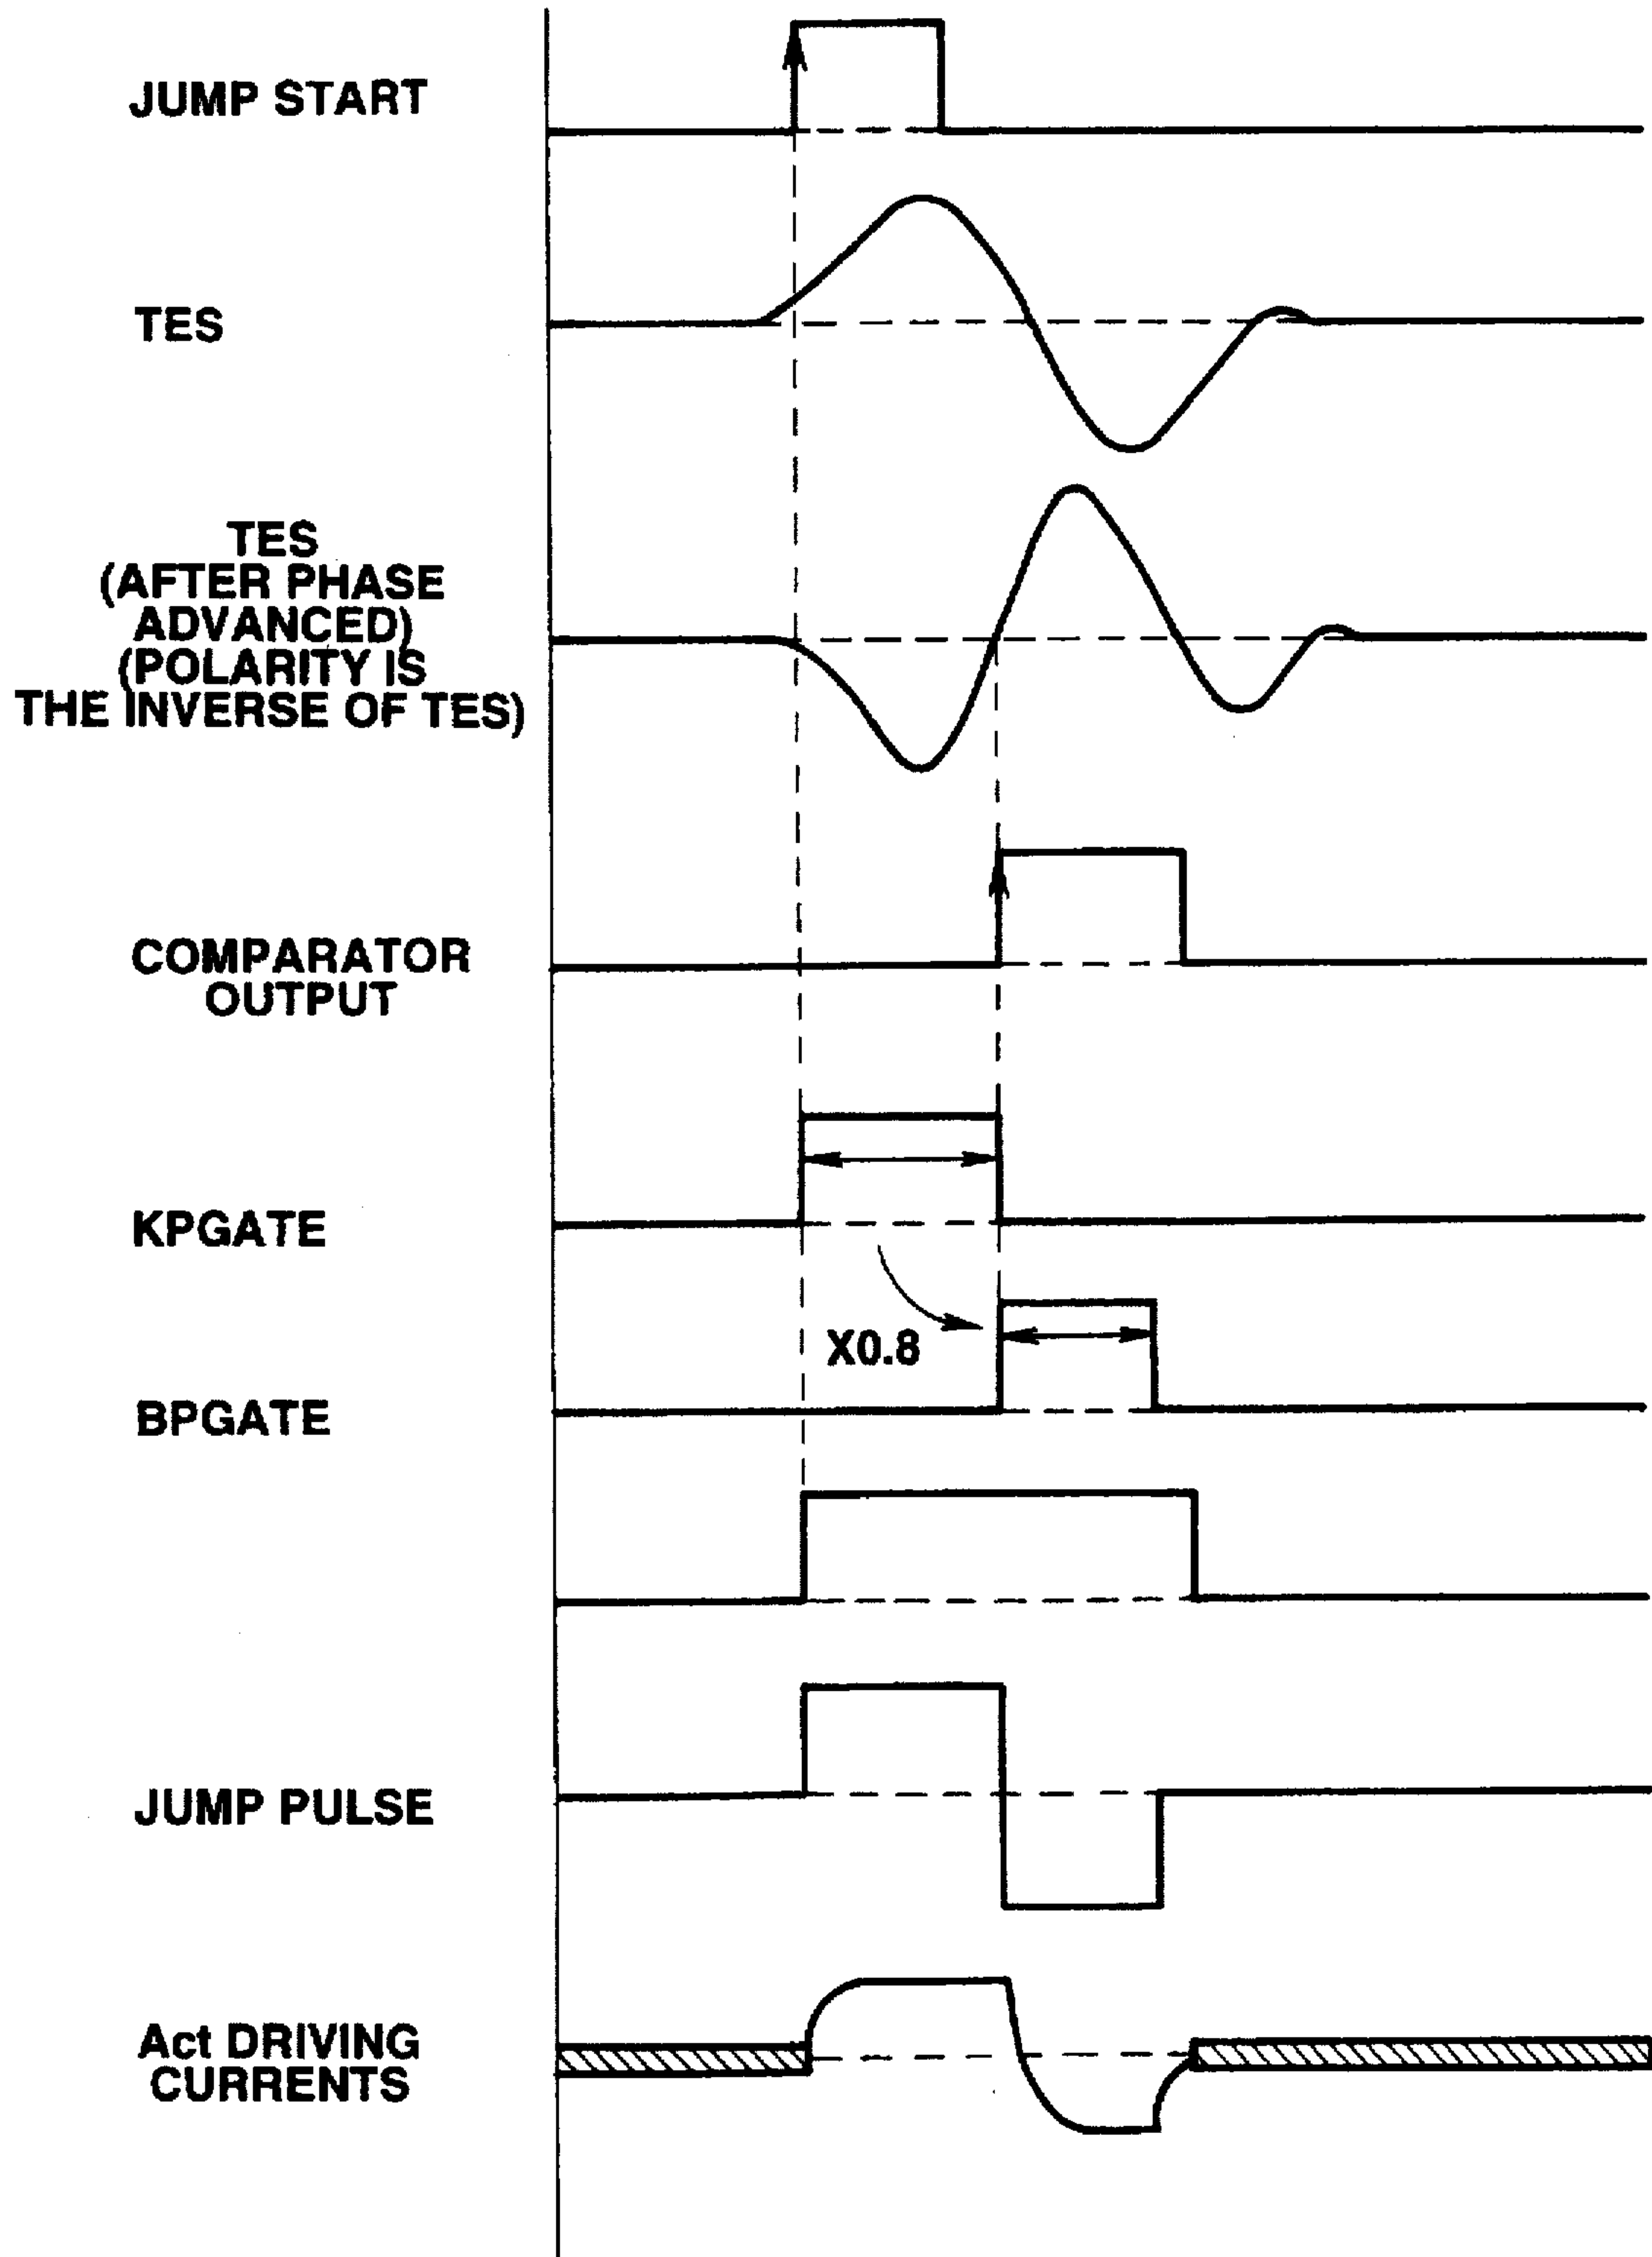 JUMP START
TES
TES
(AFTER PHASE
ADVANCED)
(POLARITY IS
THE INVERSE OF TES)
COMPARATOR
OUTPUT
KPGATE
X0.8
BPGATE
JUMP PULSE
Act DRIVING
CURRENTS